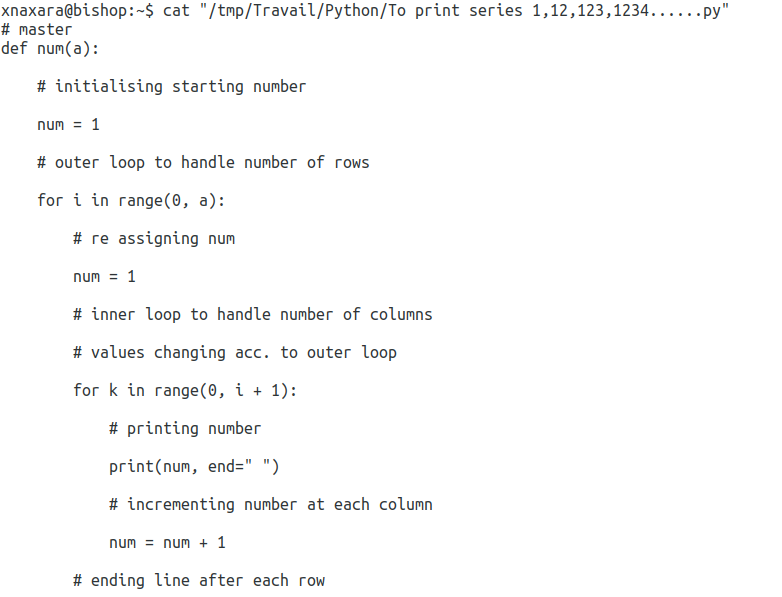 xnaxara@bishop:~$ cat "/tmp/Travail/Python/To print series 1,12,123,1234......py"
# master
def num(a):
    # initialising starting number
    num = 1
    # outer loop to handle number of rows
    for i in range(0, a):
        # re assigning num
        num = 1
        # inner loop to handle number of columns
        # values changing acc. to outer loop
        for k in range(0, i + 1):
            # printing number
            print(num, end=" ")
            # incrementing number at each column
            num = num + 1
        # ending line after each row